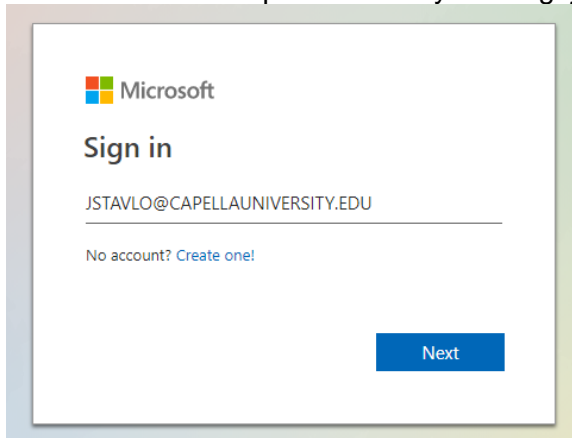 Microsoft
Sign in
JSTAVLO@CAPELLAUNIVERSITY.EDU
No account? Create one!
Next